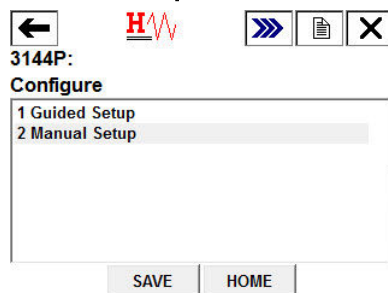 H
3144P:
Configure
1 Guided Setup
2 Manual Setup
SAVE HOME